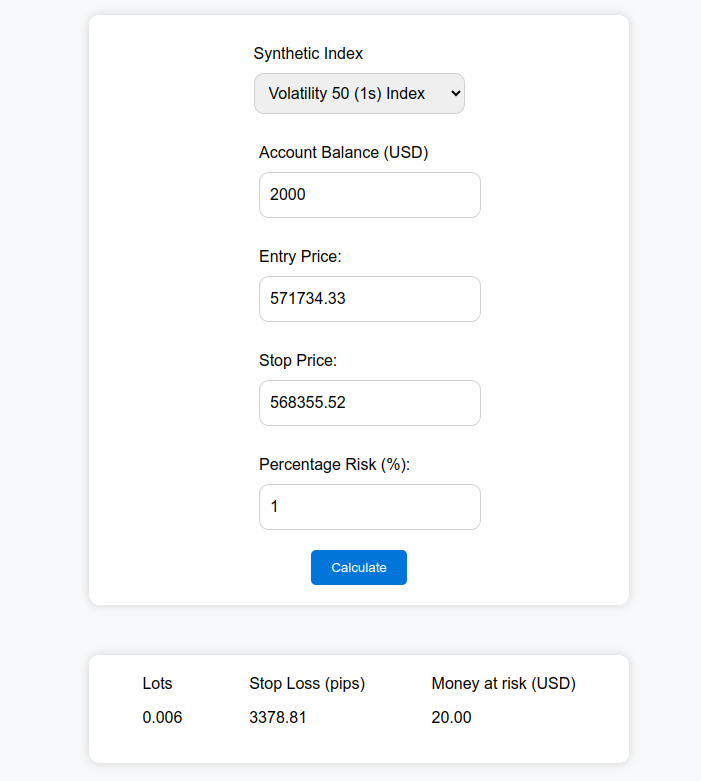 Synthetic Index
Volatility 50 (1s) Index
Account Balance (USD)
2000
Entry Price:
571734.33
Stop Price:
568355.52
Percentage Risk (%):
1
Calculate
Lots Stop Loss (pips) Money at risk (USD)
0.006 3378.81 20.00